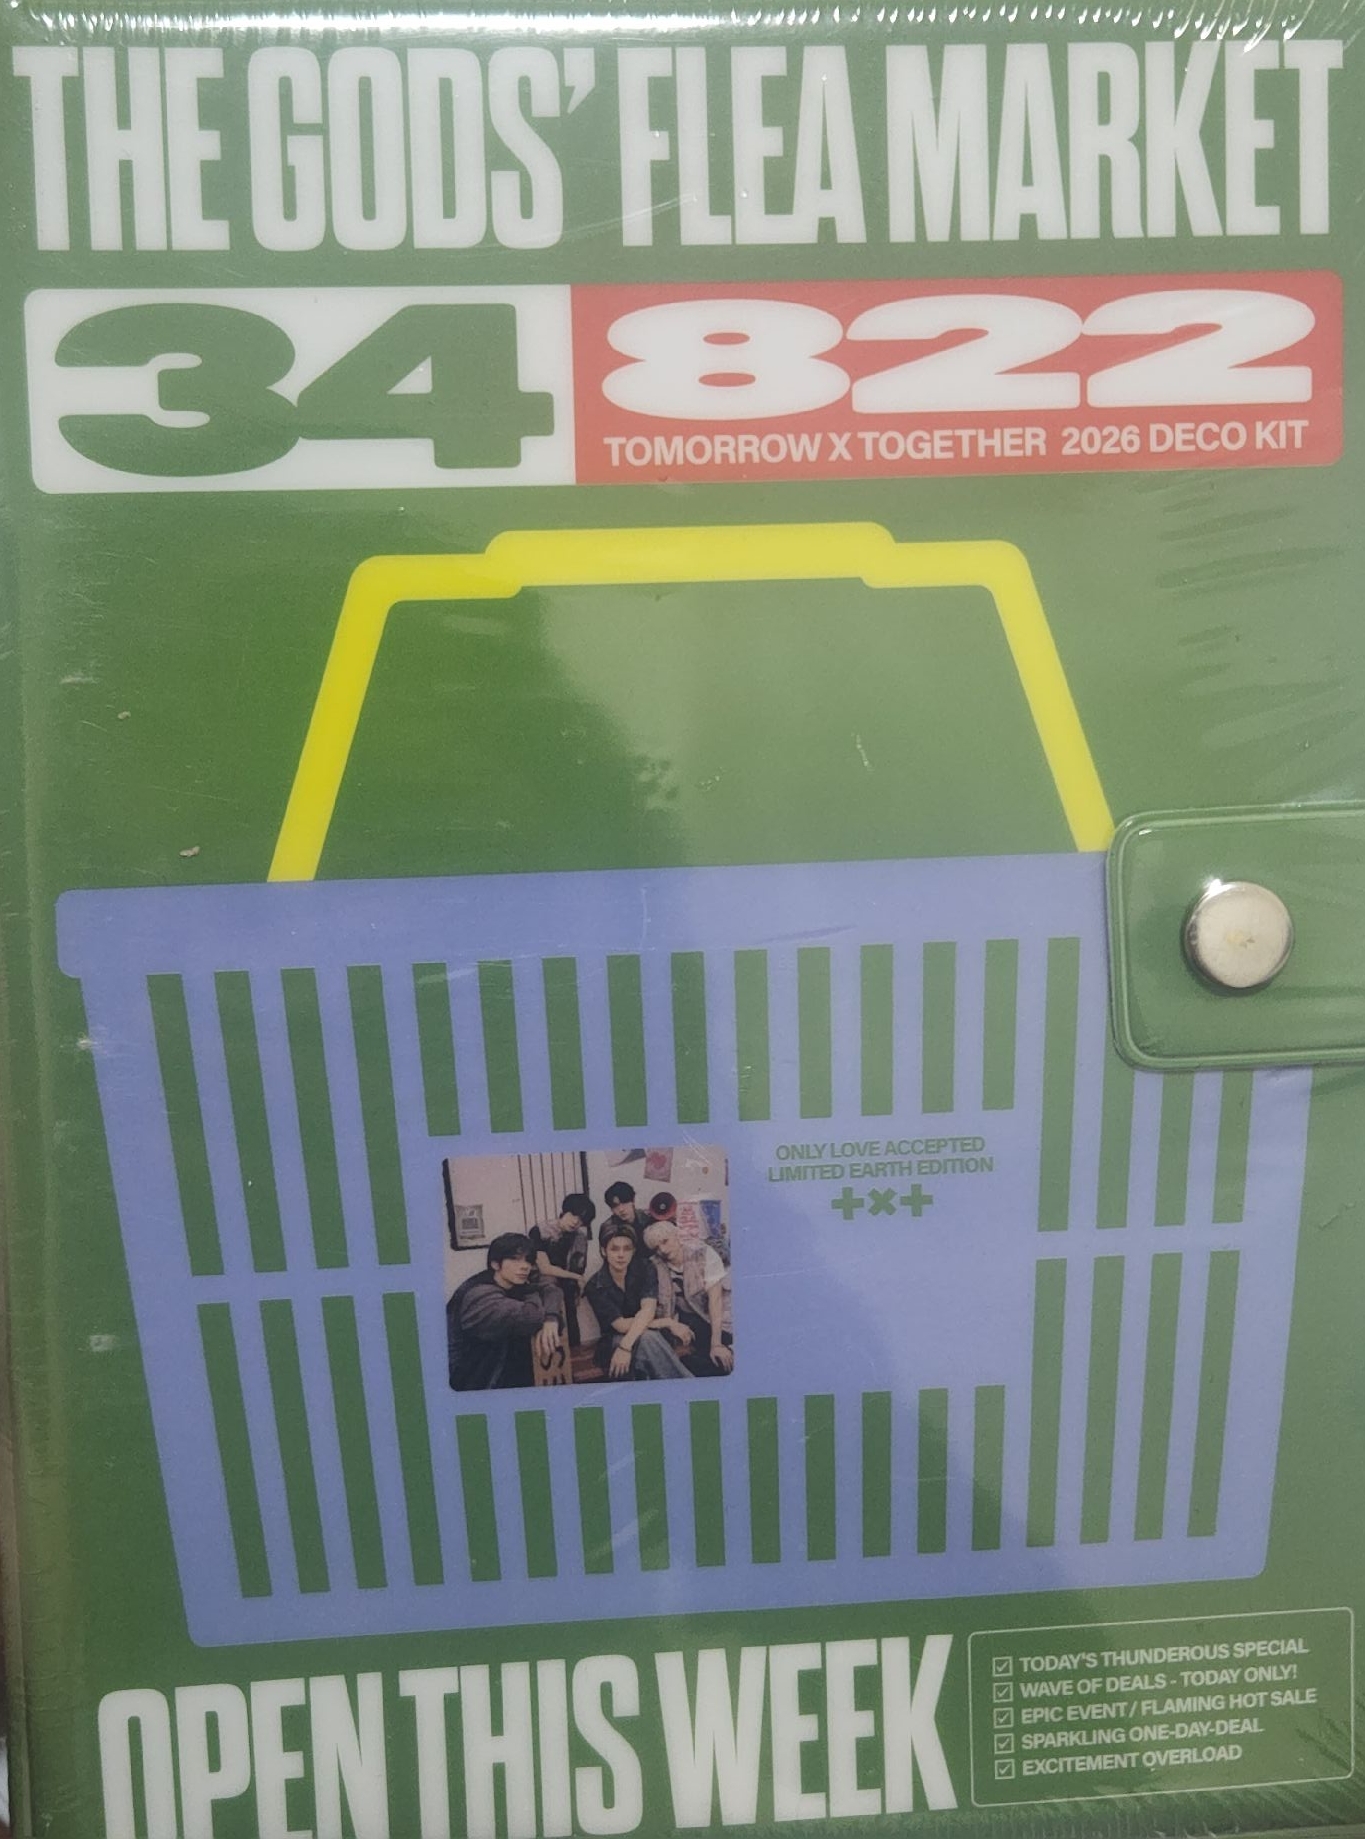 THE GODS' FLEA MARKET
34 822
TOMORROW X TOGETHER 2026 DECO KIT
ONLY LOVE ACCEPTED
LIMITED EARTH EDITION
+×+
OPEN THIS WEEK
☑ TODAY'S THUNDEROUS SPECIAL
☑ WAVE OF DEALS - TODAY ONLY!
☑ EPIC EVENT / FLAMING HOT SALE
☑ SPARKLING ONE-DAY-DEAL
☑ EXCITEMENT OVERLOAD